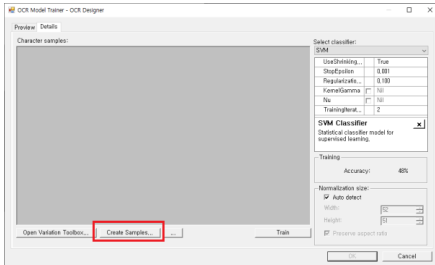 OCR Model Trainer - OCR Designer
Preview Details
Character samples:
Select classifier:
SVM
UseShrinking... True
StopEpsilon 0,001
Regularizatio... 0,100
KernelGamma Nil
Nu Nil
TrainingIterat... 2
SVM Classifier
Statistical classifier model for
supervised learning.
Training
Accuracy: 48%
Normalization size:
Auto detect
Width:
Height:
Preserve aspect ratio
Open Variation Toolbox... Create Samples... ... Train
OK Cancel